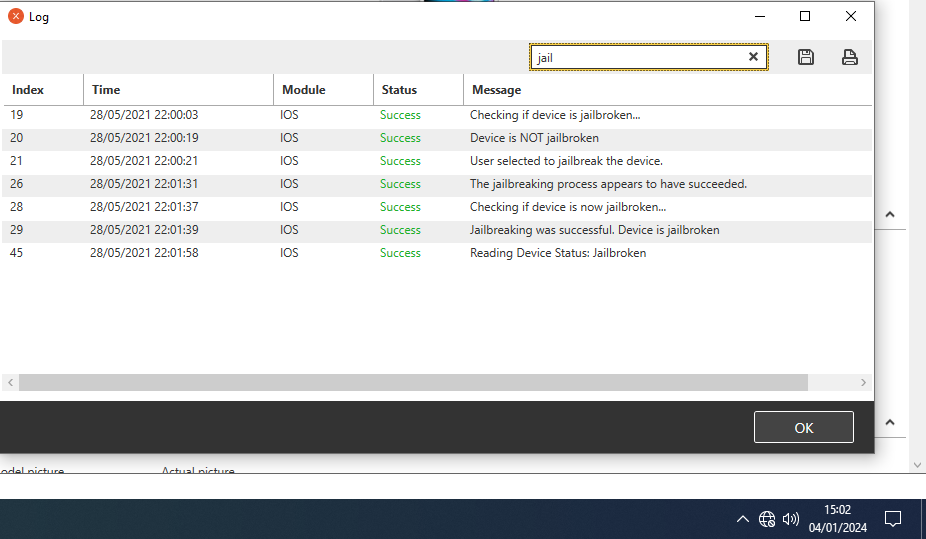 Log
jail
Index Time Module Status Message
19 28/05/2021 22:00:03 IOS Success Checking if device is jailbroken...
20 28/05/2021 22:00:19 IOS Success Device is NOT jailbroken
21 28/05/2021 22:00:21 IOS Success User selected to jailbreak the device.
26 28/05/2021 22:01:31 IOS Success The jailbreaking process appears to have succeeded.
28 28/05/2021 22:01:37 IOS Success Checking if device is now jailbroken...
29 28/05/2021 22:01:39 IOS Success Jailbreaking was successful. Device is jailbroken
45 28/05/2021 22:01:58 IOS Success Reading Device Status: Jailbroken
OK
odel picture Actual picture
15:02
04/01/2024